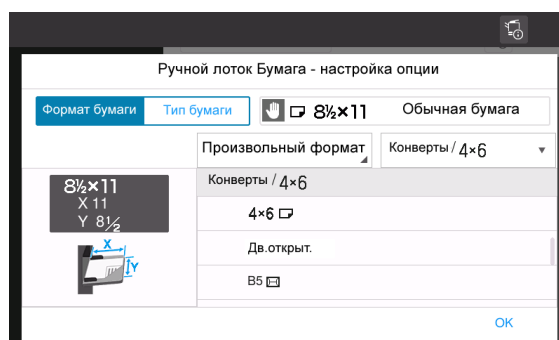 Ручной лоток Бумага - настройка опции
Формат бумаги Тип бумаги 8½×11 Обычная бумага
Произвольный формат Конверты / 4×6
8½×11
X 11
Y 8½
X
Y
Конверты / 4×6
4×6
Дв.открыт.
B5
OK